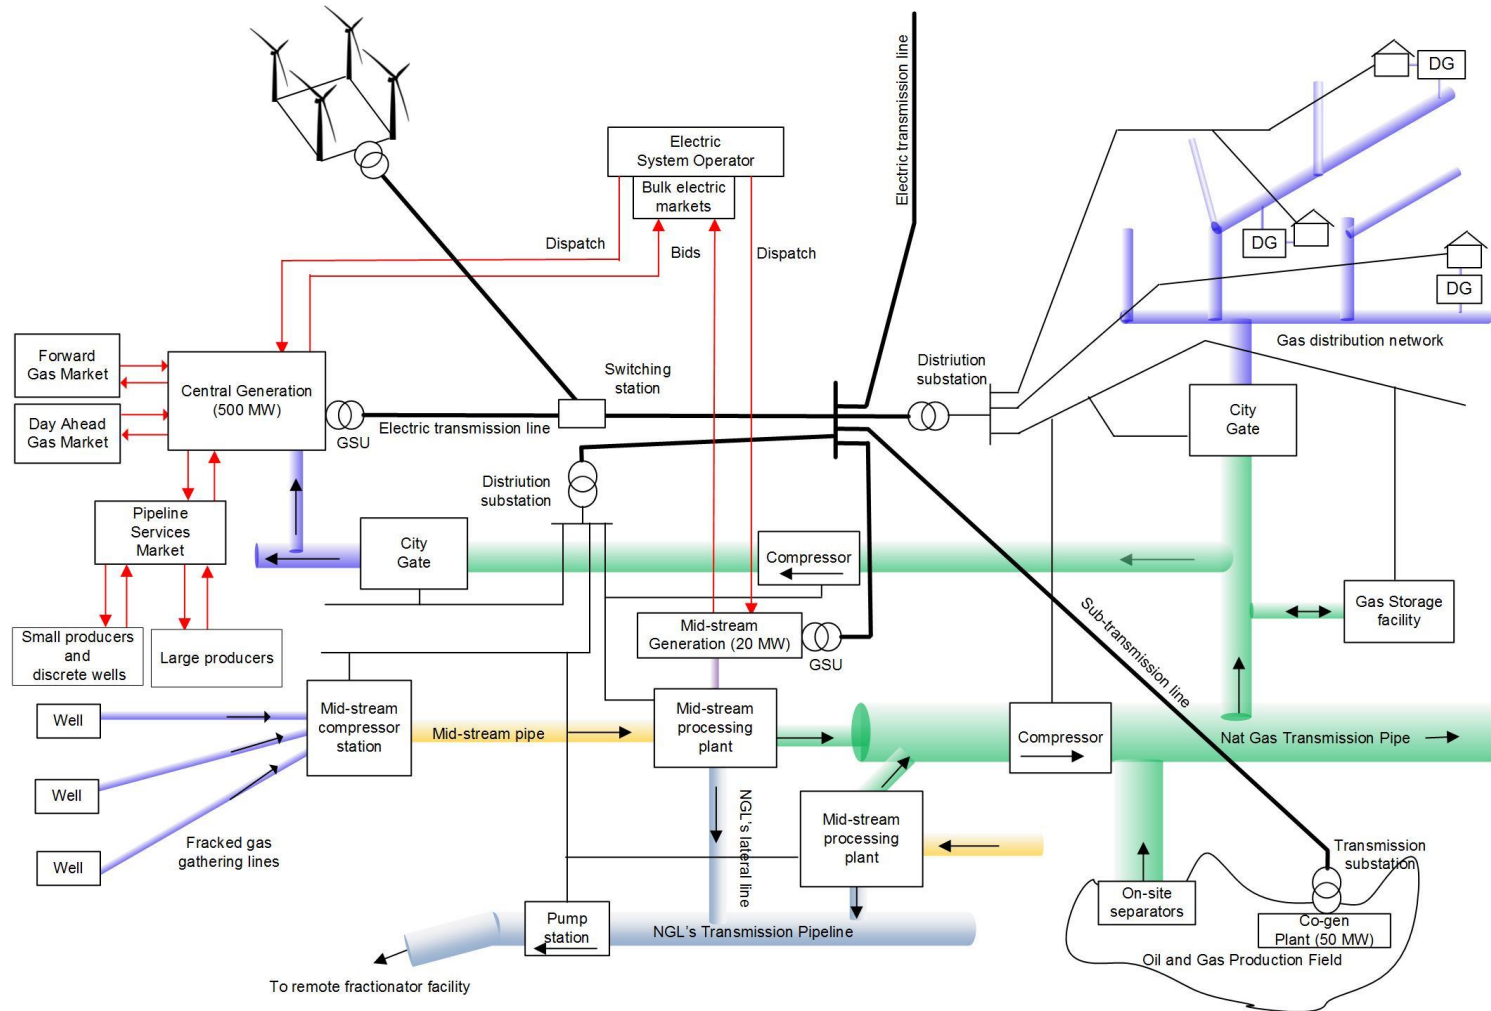 Electric transmission line
DG
Electric
System Operator
Bulk electric
markets
Dispatch
Bids
Dispatch
DG
DG
Gas distribution network
Forward
Gas Market
Central Generation
(500 MW)
Switching
station
Distriution
substation
Day Ahead
Gas Market
GSU
Electric transmission line
City
Gate
Distriution
substation
Pipeline
Services
Market
City
Gate
Compressor
Gas Storage
facility
Small producers
and
discrete wells
Large producers
Mid-stream
Generation (20 MW)
GSU
Sub-transmission line
Well
Mid-stream
compressor
station
Mid-stream pipe
Mid-stream
processing
plant
Compressor
Nat Gas Transmission Pipe
Well
NGL's lateral line
Fracked gas
gathering lines
Well
Mid-stream
processing
plant
Transmission
substation
On-site
separators
Co-gen
Plant (50 MW)
Pump
station
NGL's Transmission Pipeline
Oil and Gas Production Field
To remote fractionator facility